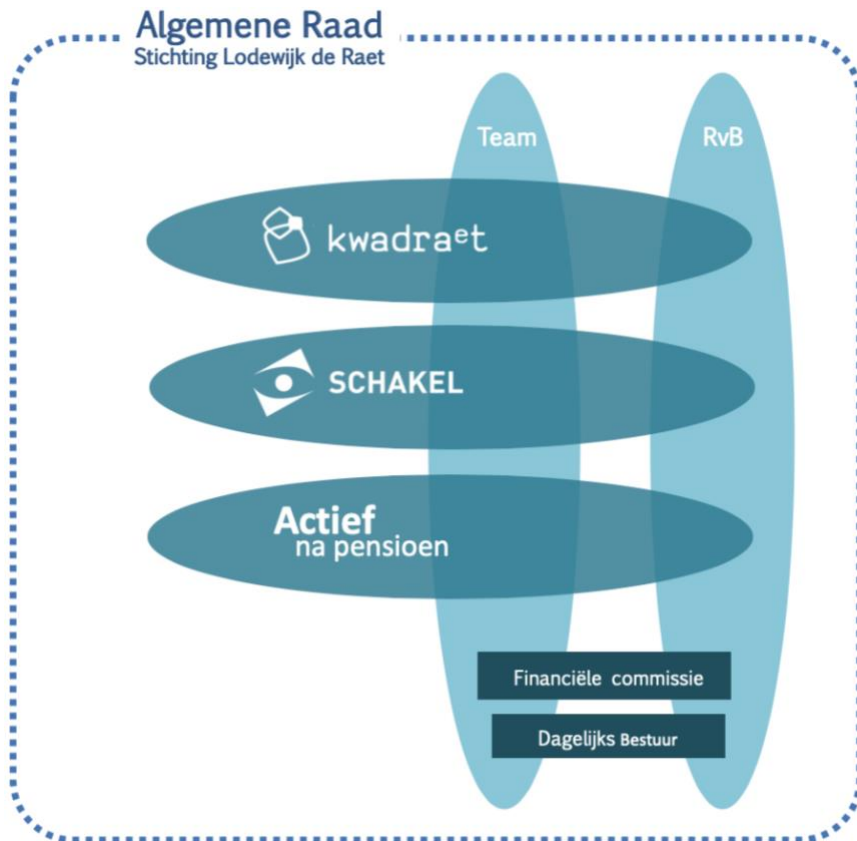 Algemene Raad
Stichting Lodewijk de Raet
Team
RvB
kwadraet
SCHAKEL
Actief
na pensioen
Financiële commissie
Dagelijks Bestuur